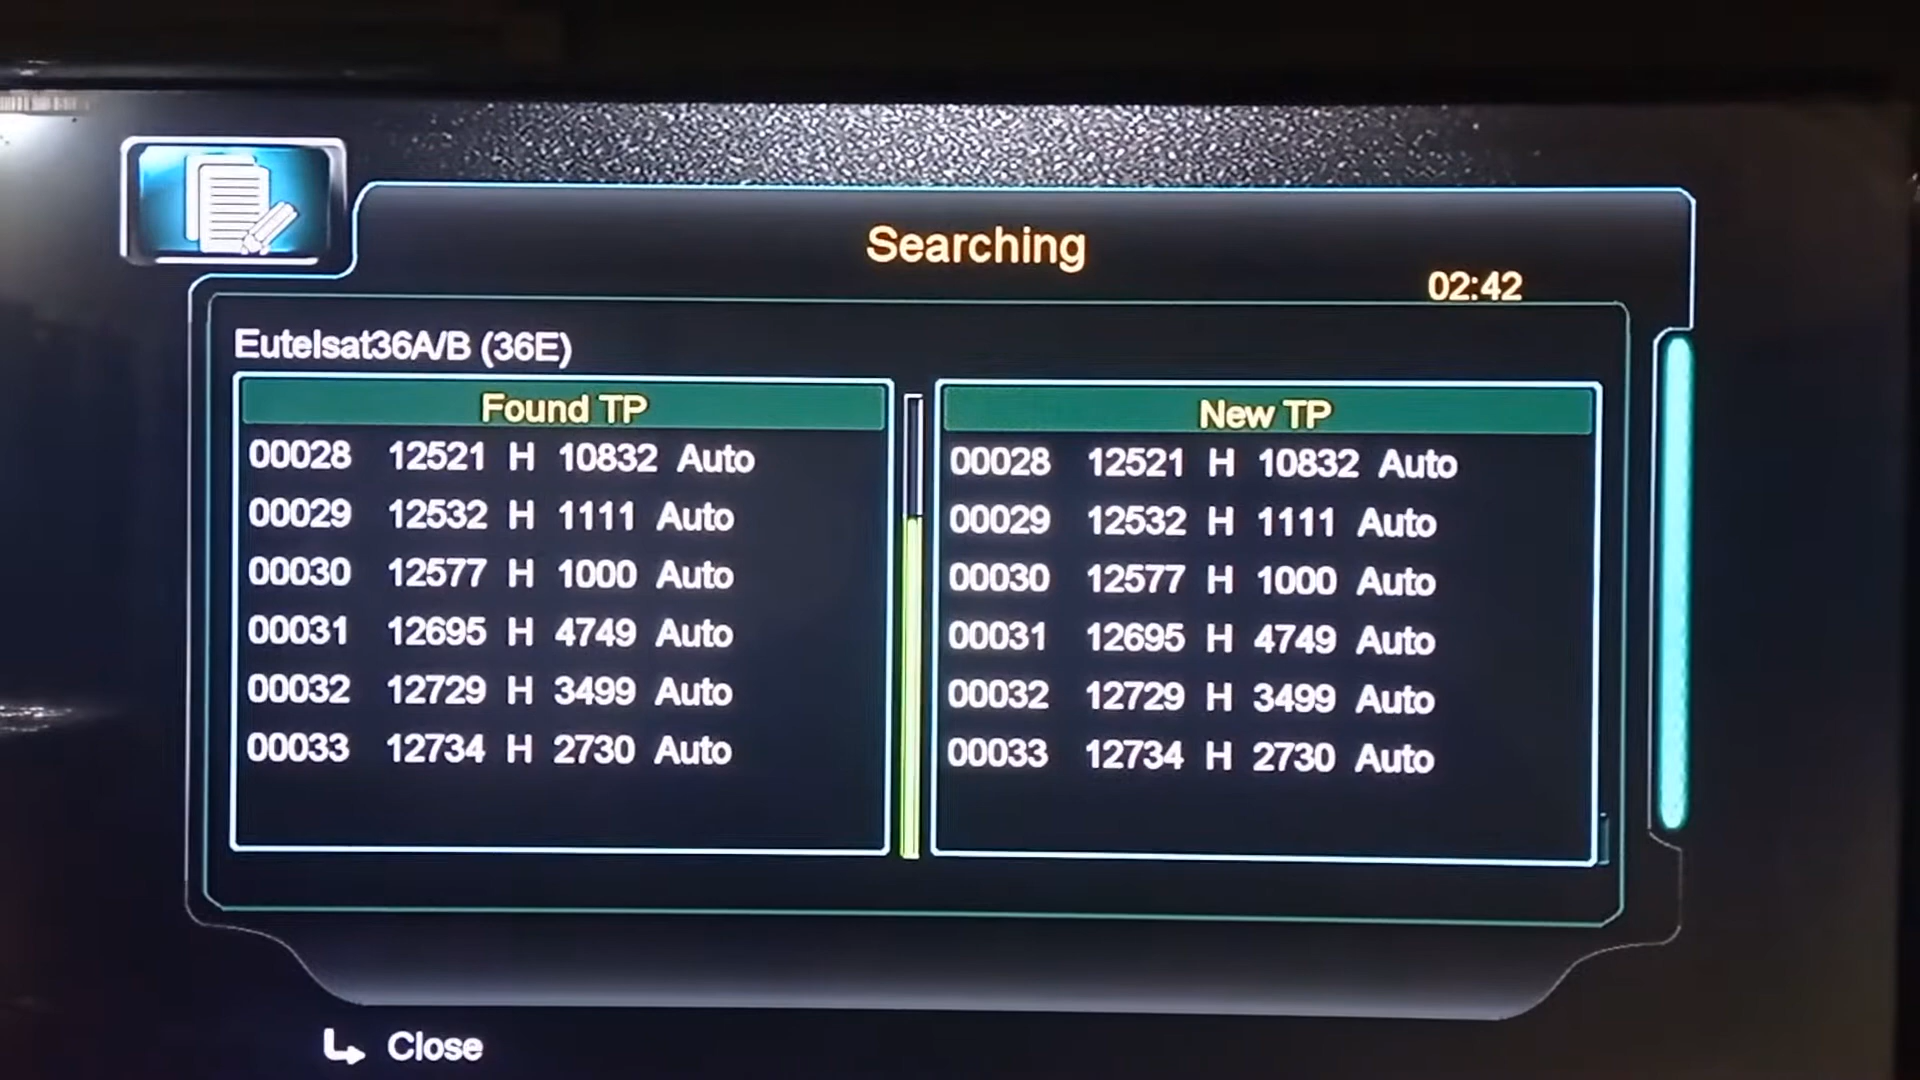 Searching
02:42
Eutelsat36A/B (36E)
Found TP
00028 12521 H 10832 Auto
00029 12532 H 1111 Auto
00030 12577 H 1000 Auto
00031 12695 H 4749 Auto
00032 12729 H 3499 Auto
00033 12734 H 2730 Auto
New TP
00028 12521 H 10832 Auto
00029 12532 H 1111 Auto
00030 12577 H 1000 Auto
00031 12695 H 4749 Auto
00032 12729 H 3499 Auto
00033 12734 H 2730 Auto
Close